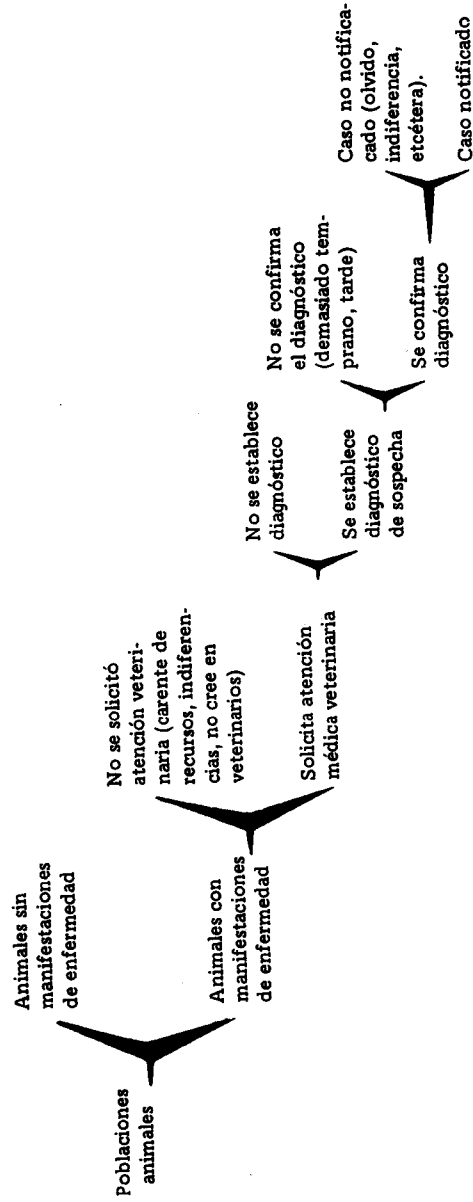 Poblaciones
animales
Animales sin
manifestaciones
de enfermedad
Animales con
manifestaciones
de enfermedad
No se solicitó
atención veteri-
naria (carente de
recursos, indiferen-
cias, no cree en
veterinarios)
Solicita atención
médica veterinaria
No se establece
diagnóstico
Se establece
diagnóstico
de sospecha
No se confirma
el diagnóstico
(demasiado tem-
prano, tarde)
Se confirma
diagnóstico
Caso no notifica-
cado (olvido,
indiferencia,
etcétera).
Caso notificado